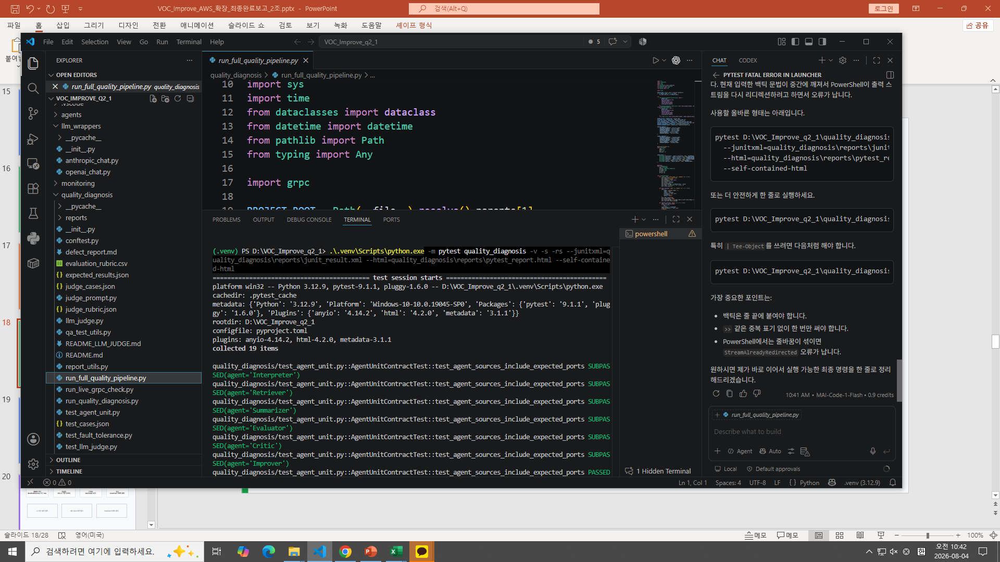 VOC_Improve_AWS_확장_최종완료보고_2조.pptx - PowerPoint
검색(Alt+Q)
로그인
파일 홈 삽입 그리기 디자인 전환 애니메이션 슬라이드 쇼 검토 보기 녹화 도움말 셰이프 형식
공유
File Edit Selection View Go Run Terminal Help
VOC_Improve_q2_1
5
EXPLORER
OPEN EDITORS
run_full_quality_pipeline.py quality_diagnosis
VOC_IMPROVE_Q2_1
.vscode
agents
llm_wrappers
__pycache__
__init__.py
anthropic_chat.py
openai_chat.py
monitoring
quality_diagnosis
__pycache__
reports
__init__.py
conftest.py
defect_report.md
evaluation_rubric.csv
expected_results.json
judge_cases.json
judge_prompt.py
judge_rubric.json
llm_judge.py
qa_test_utils.py
README_LLM_JUDGE.md
README.md
report_utils.py
run_full_quality_pipeline.py
run_live_grpc_check.py
run_quality_diagnosis.py
test_agent_unit.py
test_cases.json
test_fault_tolerance.py
test_llm_judge.py
OUTLINE
TIMELINE
run_full_quality_pipeline.py
quality_diagnosis > run_full_quality_pipeline.py > ...
10 import sys
11 import time
12 from dataclasses import dataclass
13 from datetime import datetime
14 from pathlib import Path
15 from typing import Any
16
17 import grpc
18
PROBLEMS OUTPUT DEBUG CONSOLE TERMINAL PORTS
powershell
(.venv) PS D:\VOC_Improve_q2_1> .\.venv\Scripts\python.exe -m pytest quality_diagnosis -v -s -rs --junitxml=q
uality_diagnosis\reports\junit_result.xml --html=quality_diagnosis\reports\pytest_report.html --self-containe
d-html
test session starts
platform win32 -- Python 3.12.9, pytest-9.1.1, pluggy-1.6.0 -- D:\VOC_Improve_q2_1\.venv\Scripts\python.exe
cachedir: .pytest_cache
metadata: {'Python': '3.12.9', 'Platform': 'Windows-10-10.0.19045-SP0', 'Packages': {'pytest': '9.1.1', 'plug
gy': '1.6.0'}, 'Plugins': {'anyio': '4.14.2', 'html': '4.2.0', 'metadata': '3.1.1'}}
rootdir: D:\VOC_Improve_q2_1
configfile: pyproject.toml
plugins: anyio-4.14.2, html-4.2.0, metadata-3.1.1
collected 19 items
quality_diagnosis/test_agent_unit.py::AgentUnitContractTest::test_agent_sources_include_expected_ports SUBPAS
SED(agent='Interpreter')
quality_diagnosis/test_agent_unit.py::AgentUnitContractTest::test_agent_sources_include_expected_ports SUBPAS
SED(agent='Retriever')
quality_diagnosis/test_agent_unit.py::AgentUnitContractTest::test_agent_sources_include_expected_ports SUBPAS
SED(agent='Summarizer')
quality_diagnosis/test_agent_unit.py::AgentUnitContractTest::test_agent_sources_include_expected_ports SUBPAS
SED(agent='Evaluator')
quality_diagnosis/test_agent_unit.py::AgentUnitContractTest::test_agent_sources_include_expected_ports SUBPAS
SED(agent='Critic')
quality_diagnosis/test_agent_unit.py::AgentUnitContractTest::test_agent_sources_include_expected_ports SUBPAS
SED(agent='Improver')
quality_diagnosis/test_agent_unit.py::AgentUnitContractTest::test_agent_sources_include_expected_ports PASSED
1 Hidden Terminal
CHAT CODEX
PYTEST FATAL ERROR IN LAUNCHER
다. 현재 입력한 백틱 문법이 중간에 깨져서 PowerShell이 출력 스
트림을 다시 리디렉션하려고 하면서 오류가 납니다.
사용할 올바른 형태는 아래입니다.
pytest D:\VOC_Improve_q2_1\quality_diagnosis
--junitxml=quality_diagnosis\reports\junit
--html=quality_diagnosis\reports\pytest_re
--self-contained-html
또는 더 안전하게 한 줄로 실행하세요.
pytest D:\VOC_Improve_q2_1\quality_diagnosis
특히 | Tee-Object 를 쓰려면 다음처럼 해야 합니다.
pytest D:\VOC_Improve_q2_1\quality_diagnosis
가장 중요한 포인트는:
• 백틱은 줄 끝에 붙여야 합니다.
• >> 같은 중복 표기 없이 한 번만 써야 합니다.
• PowerShell에서는 줄바꿈이 섞이면
StreamAlreadyRedirected 오류가 납니다.
원하시면 제가 바로 이어서 실행 가능한 최종 명령을 한 줄로 정리
해드리겠습니다.
10:41 AM • MAI-Code-1-Flash • 0.9 credits
run_full_quality_pipeline.py
Describe what to build
Agent Auto
Local Default approvals
0 0
Ln 1, Col 1 Spaces: 4 UTF-8 LF Python .venv (3.12.9)
15
16
17
18
19
20
슬라이드 18/28 영어(미국)
메모 메모 100%
검색하려면 여기에 입력하세요.
오전 10:42
2026-08-04